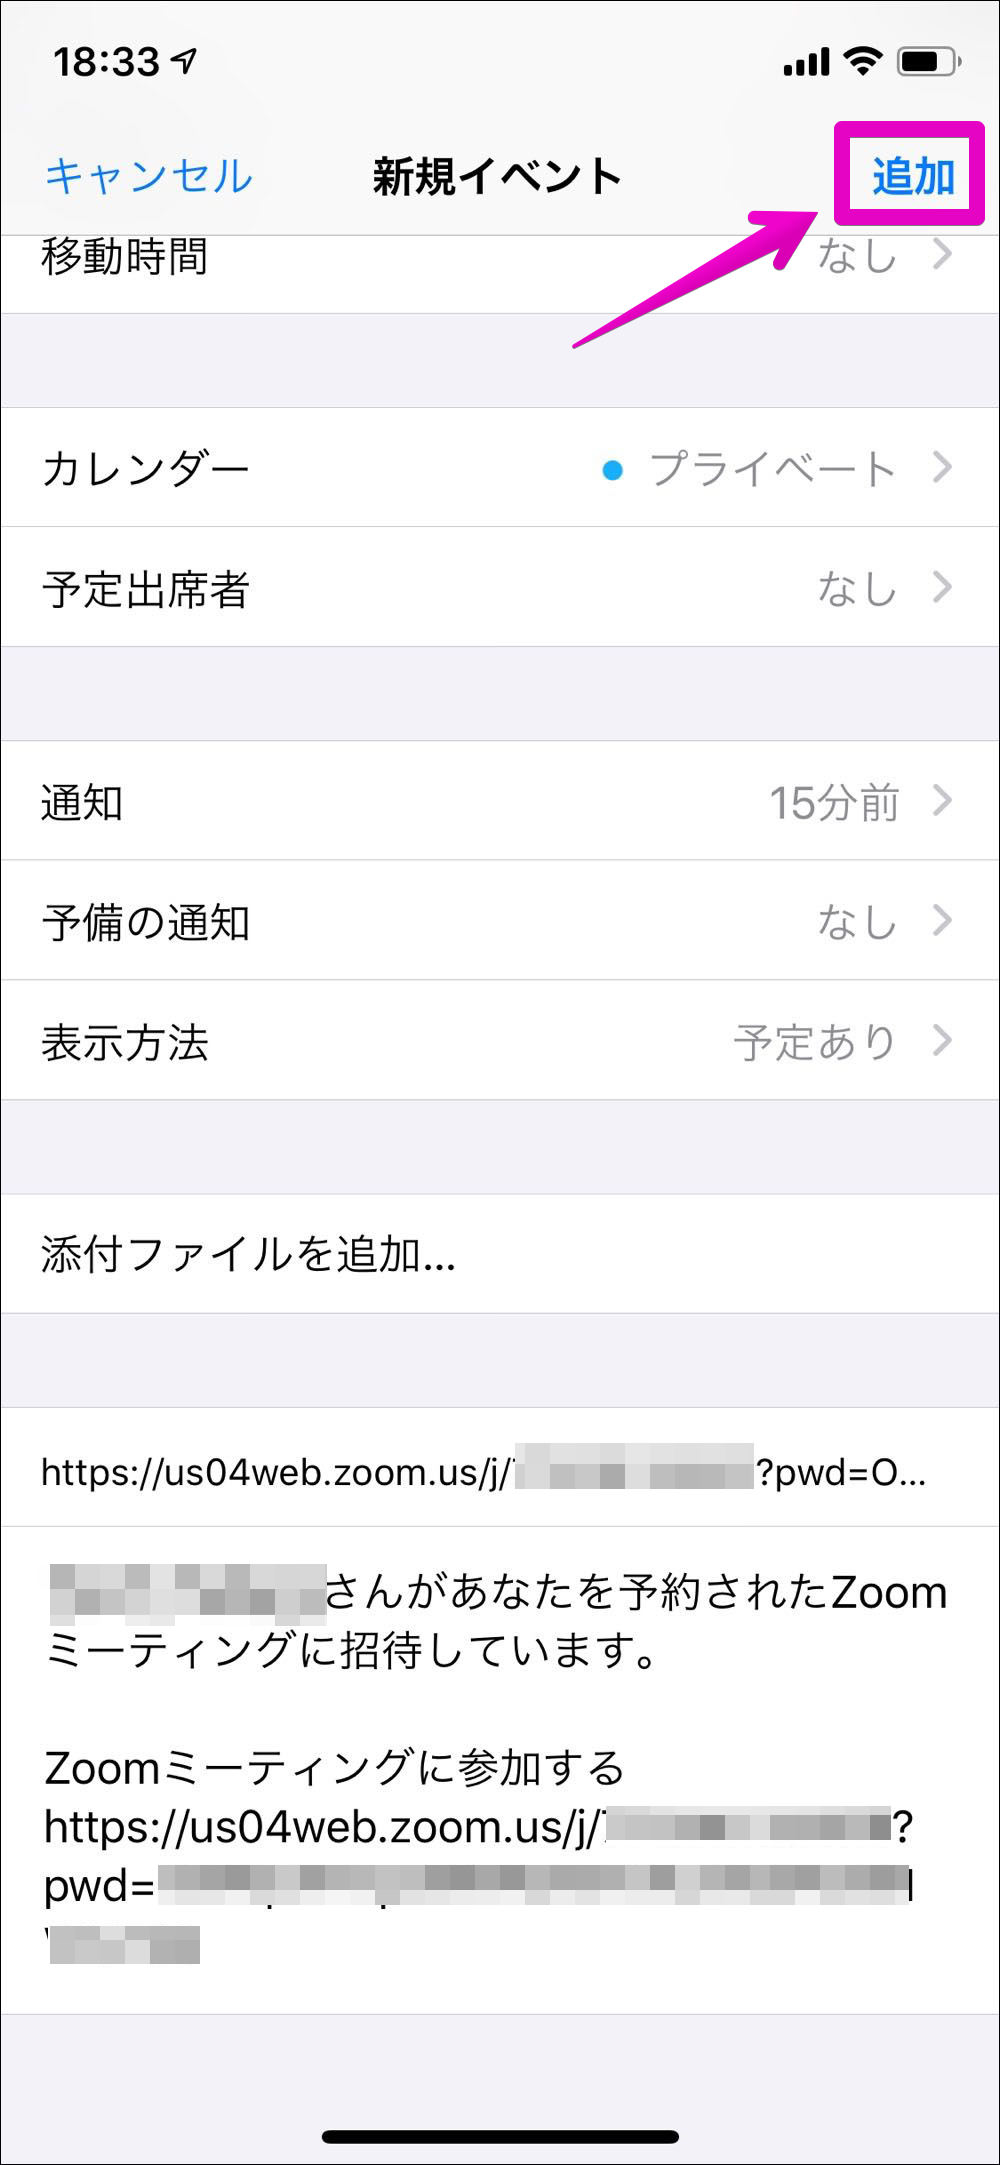 18:33
キャンセル 新規イベント 追加
移動時間 なし
カレンダー プライベート
予定出席者 なし
通知 15分前
予備の通知 なし
表示方法 予定あり
添付ファイルを追加...
https://us04web.zoom.us/j/ ?pwd=O...
さんがあなたを予約されたZoom
ミーティングに招待しています。
Zoomミーティングに参加する
https://us04web.zoom.us/j/ ?
pwd=